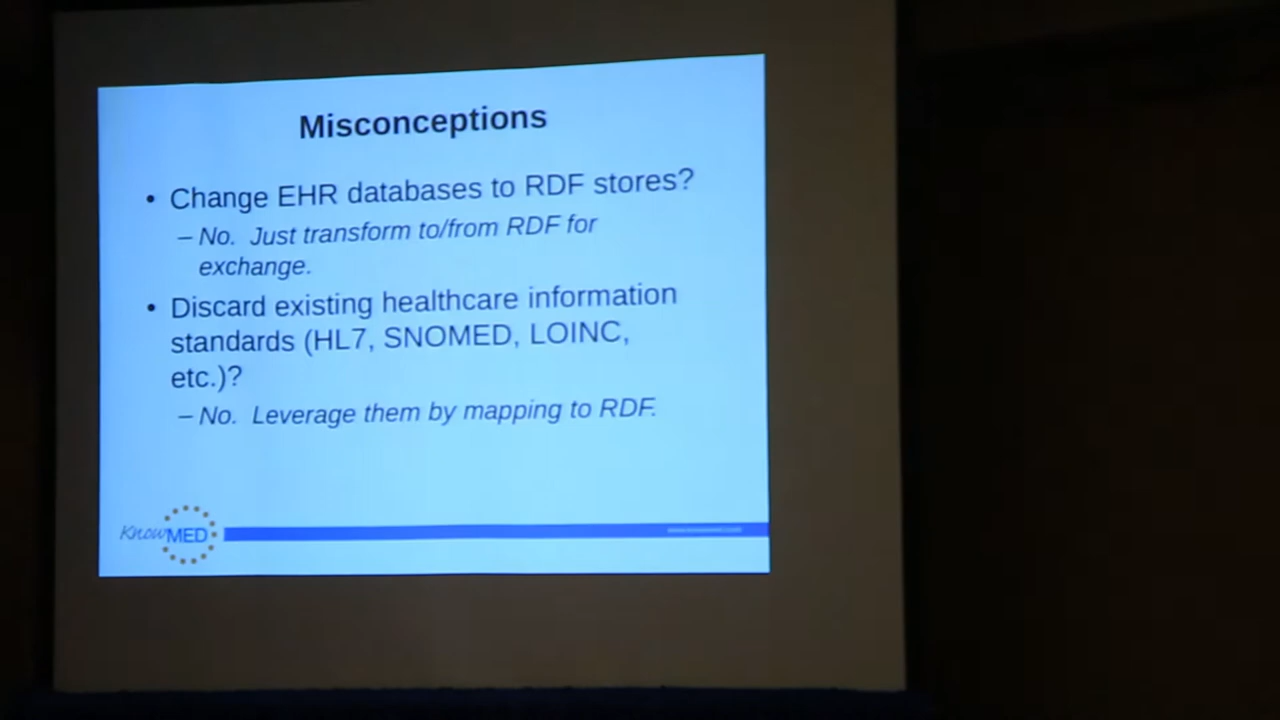 Misconceptions
• Change EHR databases to RDF stores?
– No.  Just transform to/from RDF for
exchange.
• Discard existing healthcare information
standards (HL7, SNOMED, LOINC,
etc.)?
– No.  Leverage them by mapping to RDF.
KnowMED